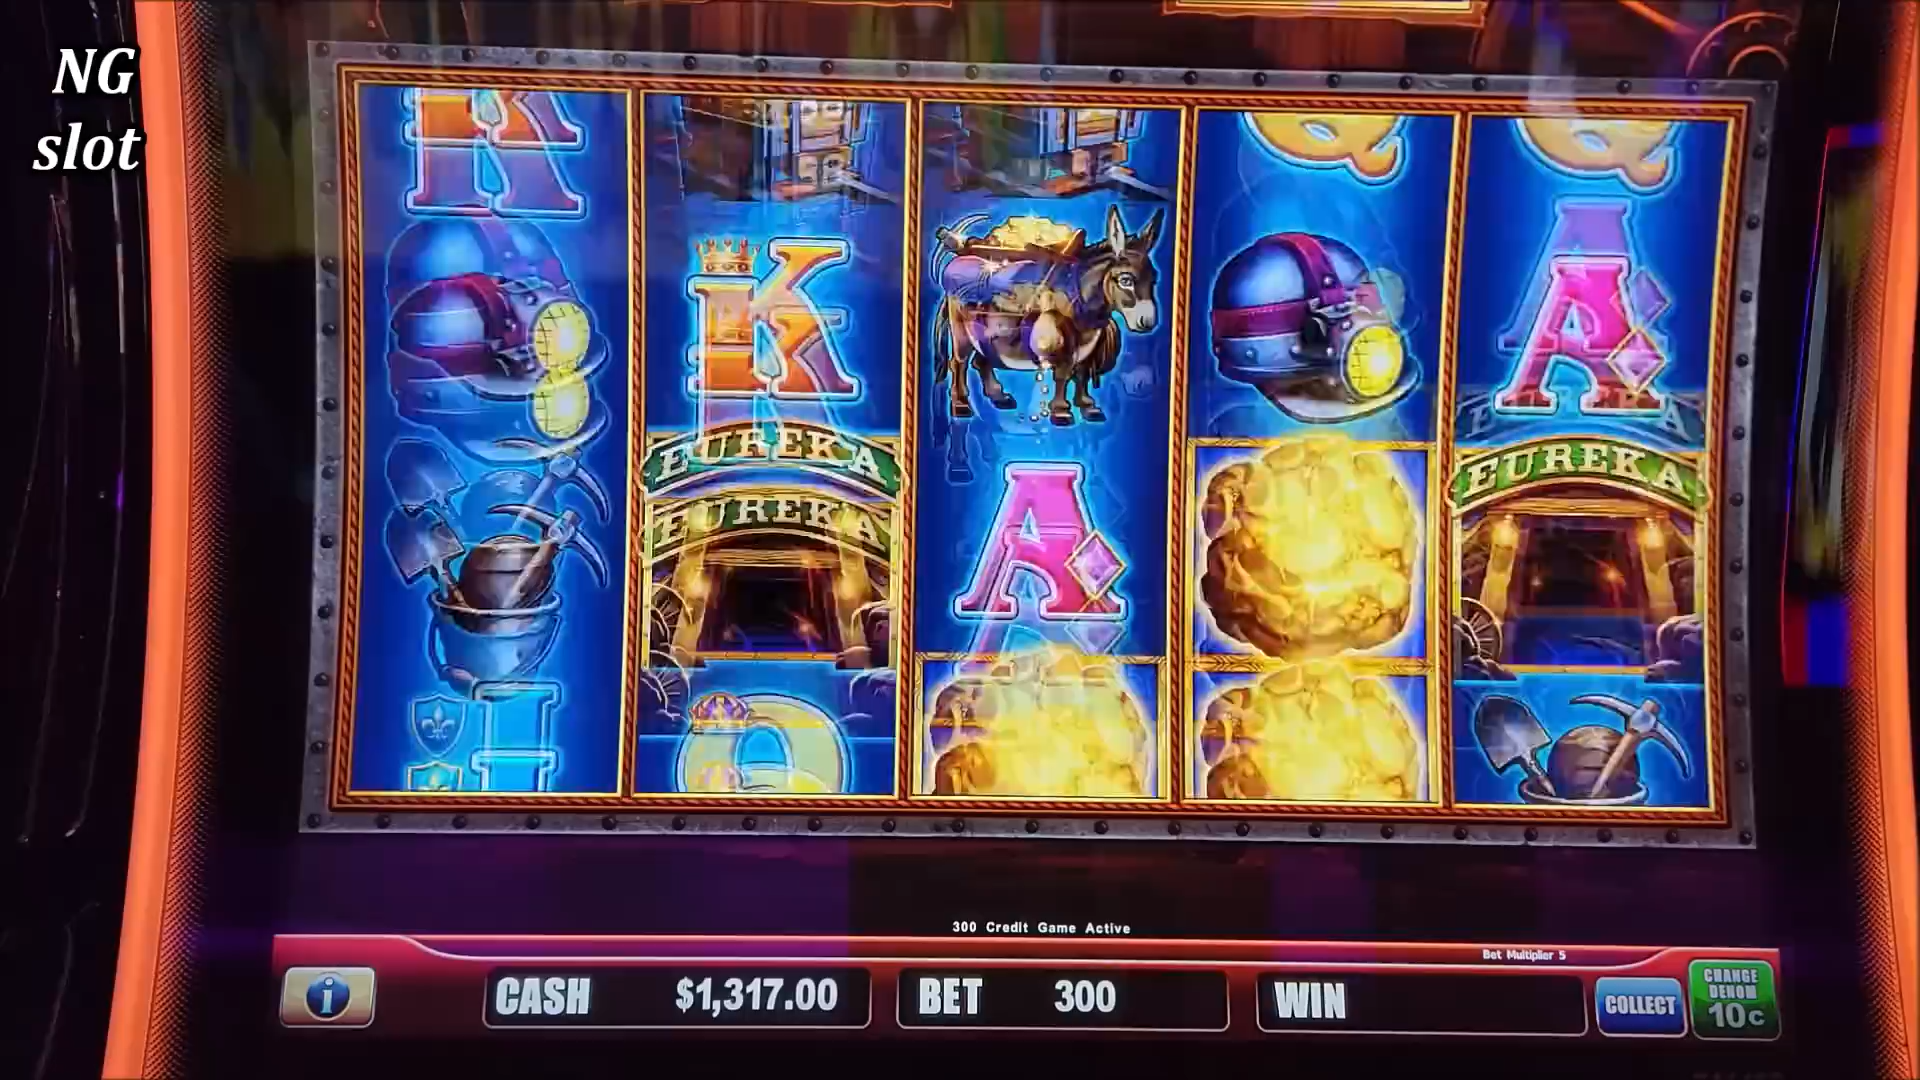 NG
slot
K
Q
Q
K
A
EUREKA
EUREKA
EUREKA
EUREKA
A
J
Q
300 Credit Game Active
Bet Multiplier 5
CASH $1,317.00
BET 300
WIN
COLLECT
CHANGE
DENOM
10C